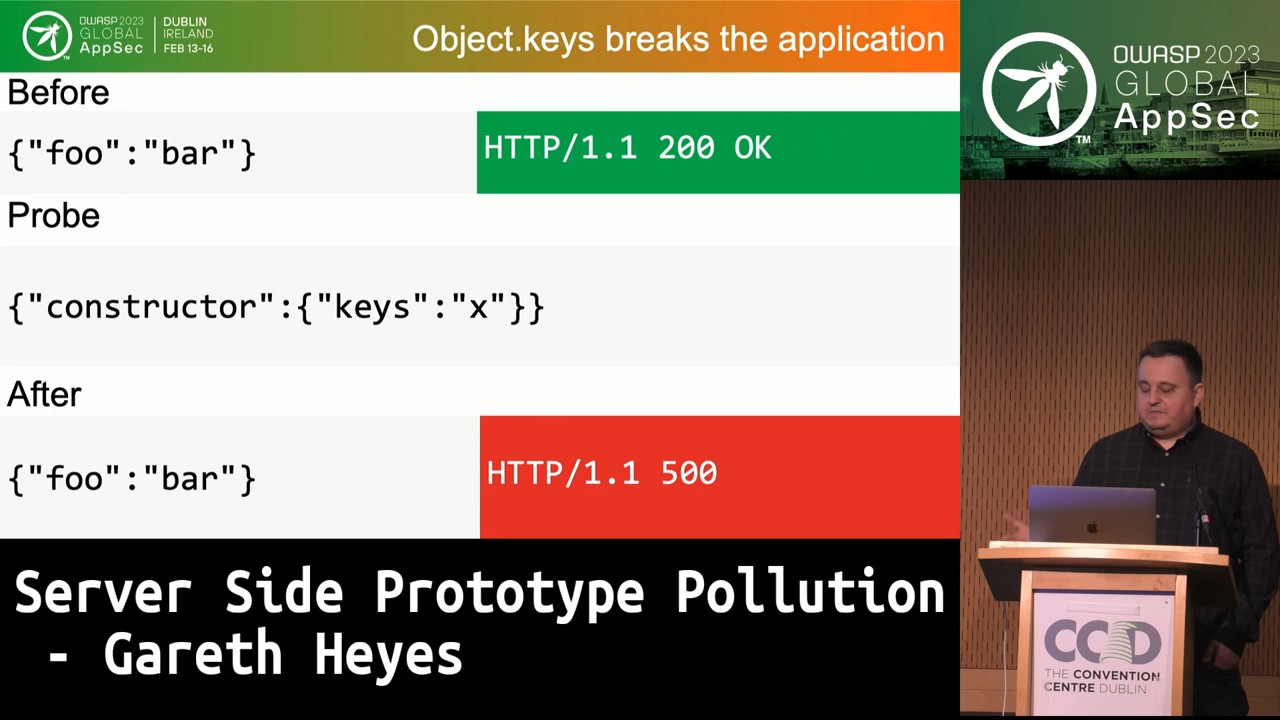 OWASP 2023
GLOBAL
AppSec
DUBLIN
IRELAND
FEB 13-16
TM
Object.keys breaks the application
Before
{"foo":"bar"}
HTTP/1.1 200 OK
Probe
{"constructor":{"keys":"x"}}
After
{"foo":"bar"}
HTTP/1.1 500
Server Side Prototype Pollution
- Gareth Heyes
OWASP 2023
GLOBAL
AppSec
TM
CCD
THE CONVENTION
CENTRE DUBLIN